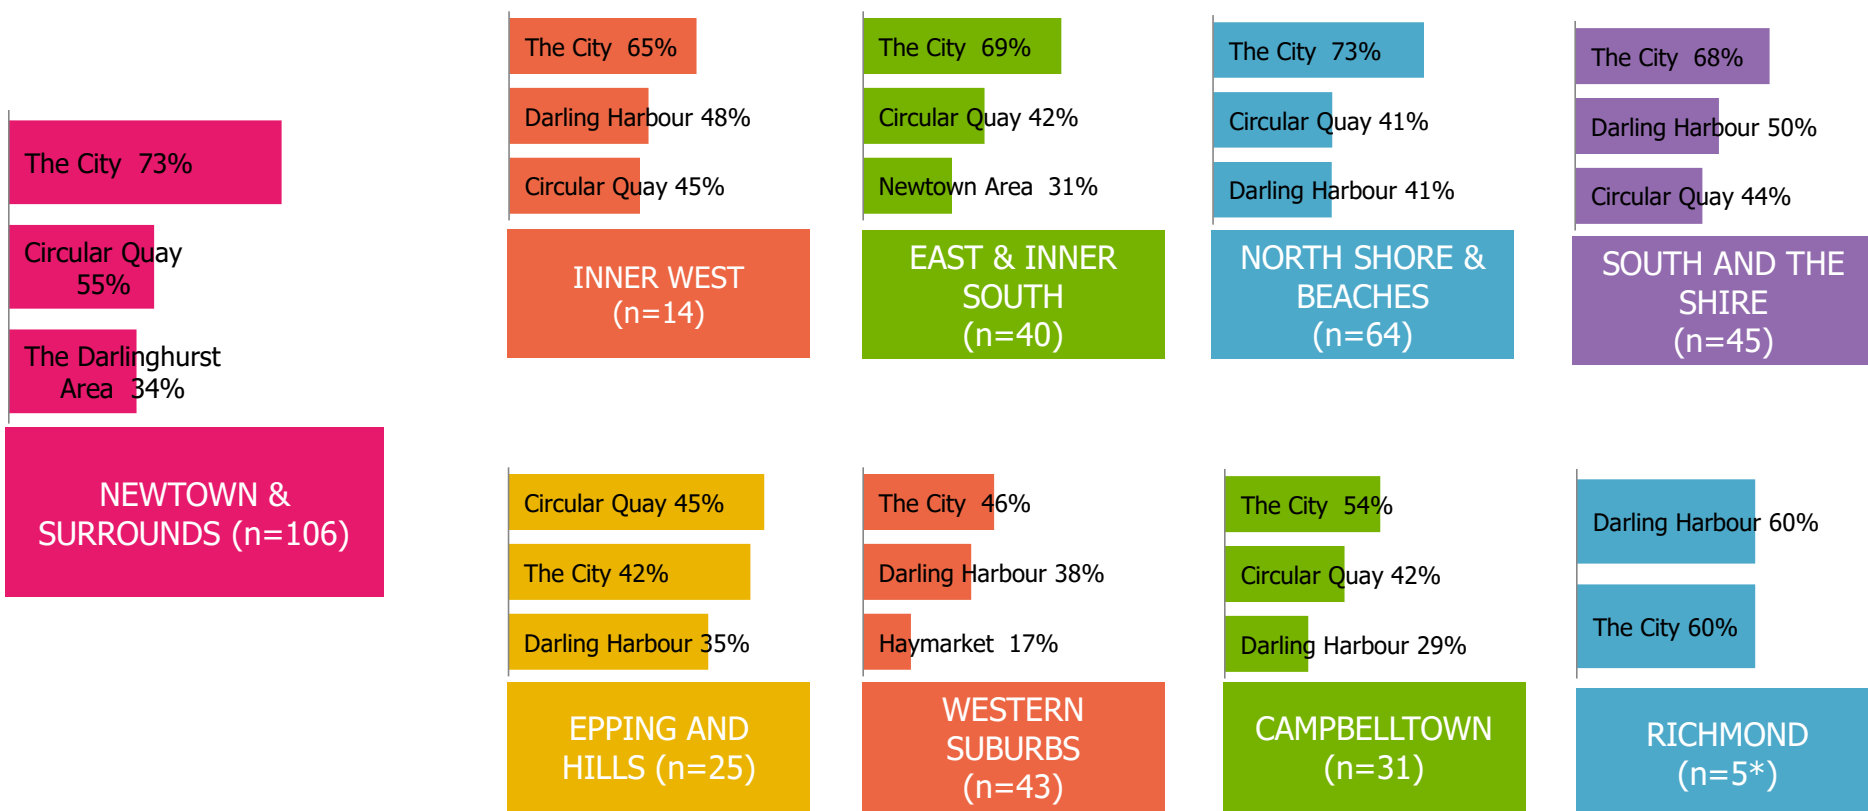 The City 73%
Circular Quay
55%
The Darlinghurst
Area 34%
NEWTOWN &
SURROUNDS (n=106)
The City 65%
Darling Harbour 48%
Circular Quay 45%
INNER WEST
(n=14)
The City 69%
Circular Quay 42%
Newtown Area 31%
EAST & INNER
SOUTH
(n=40)
The City 73%
Circular Quay 41%
Darling Harbour 41%
NORTH SHORE &
BEACHES
(n=64)
The City 68%
Darling Harbour 50%
Circular Quay 44%
SOUTH AND THE
SHIRE
(n=45)
Circular Quay 45%
The City 42%
Darling Harbour 35%
EPPING AND
HILLS (n=25)
The City 46%
Darling Harbour 38%
Haymarket 17%
WESTERN
SUBURBS
(n=43)
The City 54%
Circular Quay 42%
Darling Harbour 29%
CAMPBELLTOWN
(n=31)
Darling Harbour 60%
The City 60%
RICHMOND
(n=5*)